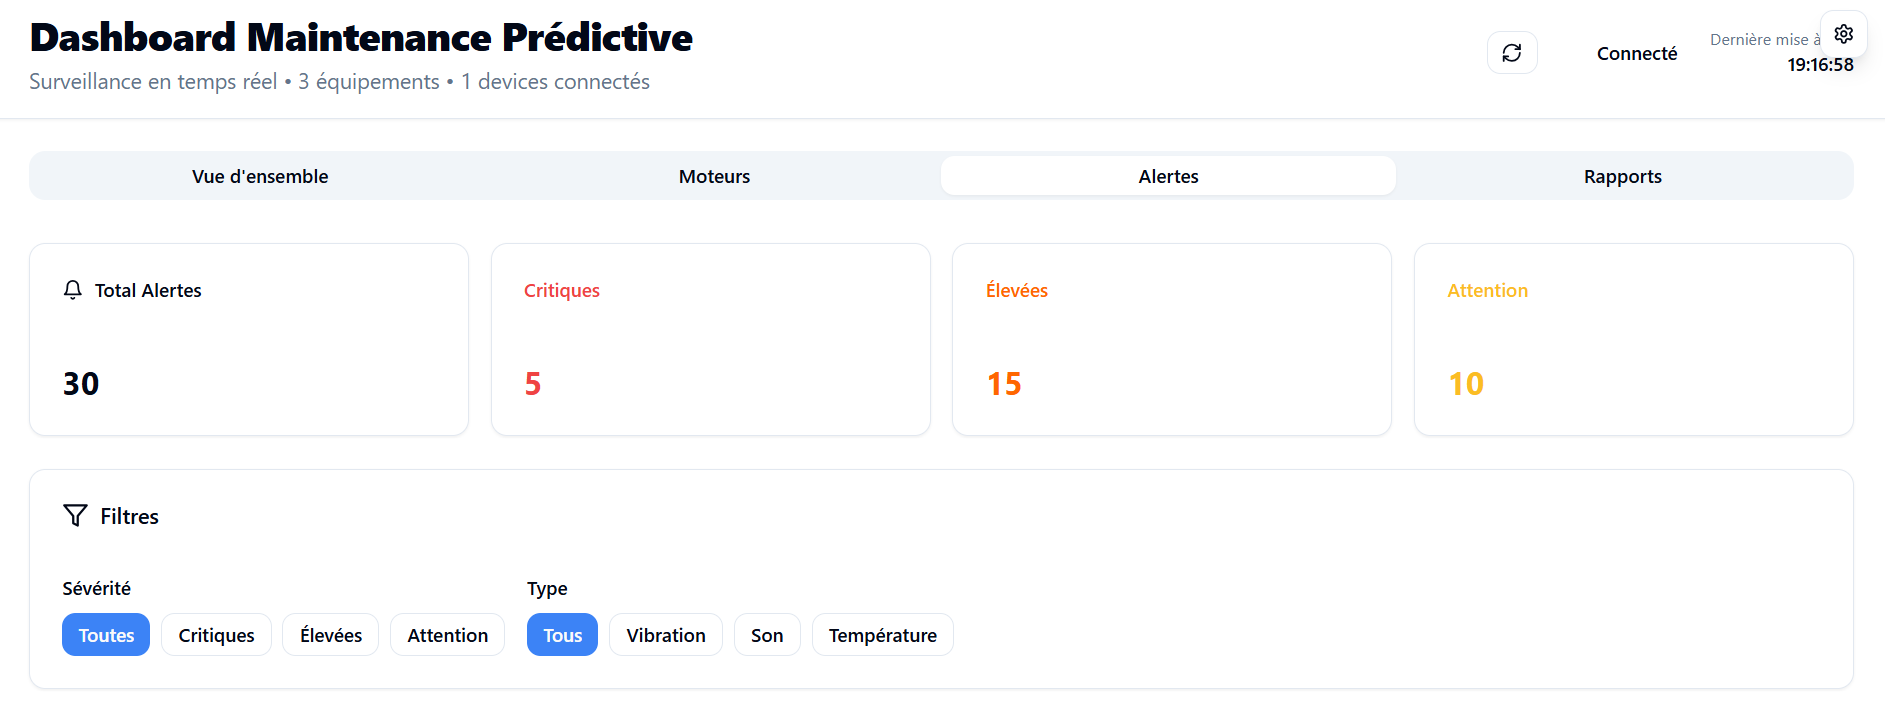 Dashboard Maintenance Prédictive
Surveillance en temps réel • 3 équipements • 1 devices connectés
Connecté
Dernière mise à
19:16:58
Vue d'ensemble
Moteurs
Alertes
Rapports
Total Alertes
30
Critiques
5
Élevées
15
Attention
10
Filtres
Sévérité
Toutes Critiques Élevées Attention
Type
Tous Vibration Son Température